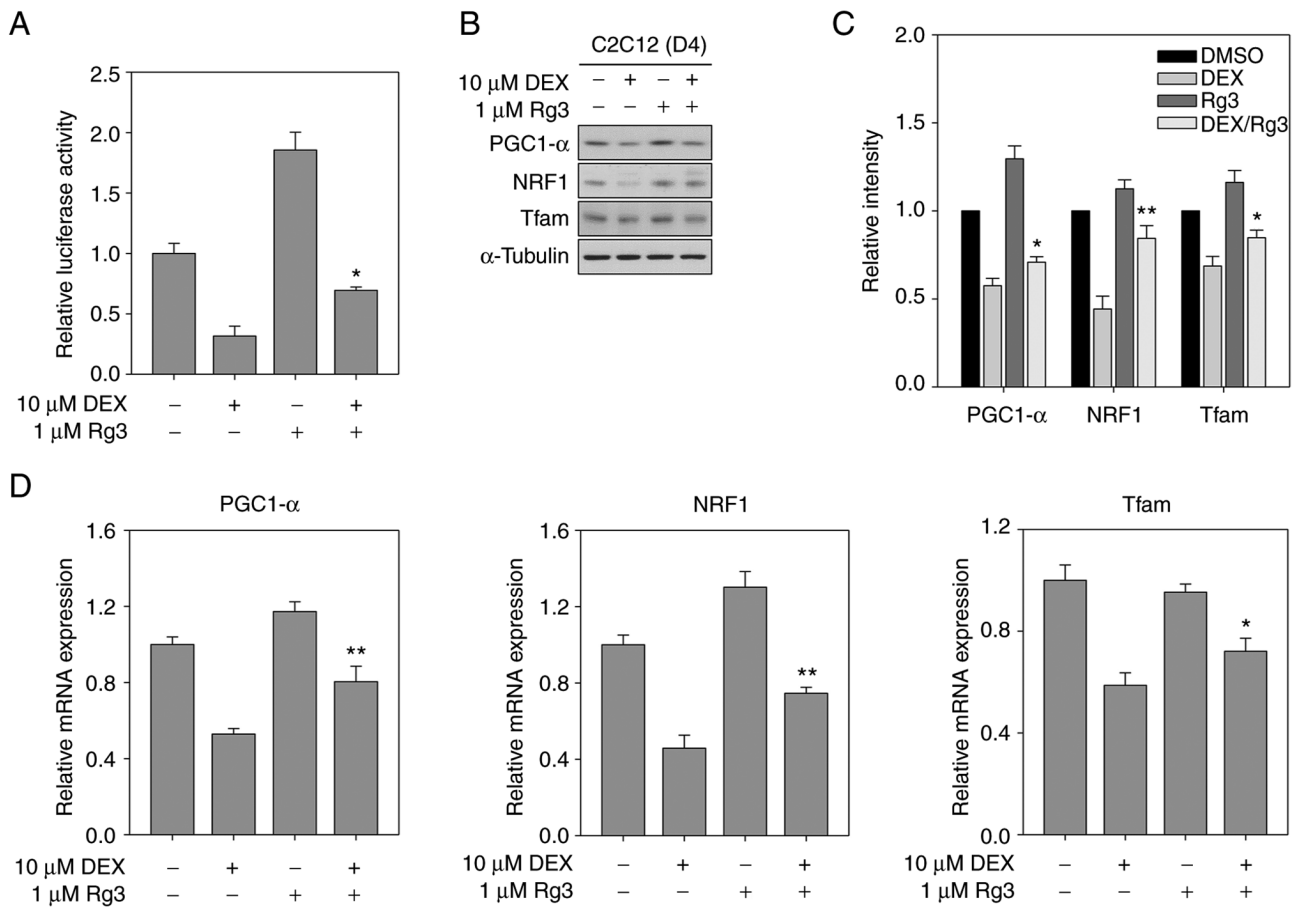 A
Relative luciferase activity
2.5
2.0
1.5
1.0
0.5
0.0
*
10 μM DEX – + – +
1 μM Rg3 – – + +
B
C2C12 (D4)
10 μM DEX – + – +
1 μM Rg3 – – + +
PGC1-α
NRF1
Tfam
α-Tubulin
C
Relative intensity
2.0
1.5
1.0
0.5
0.0
DMSO
DEX
Rg3
DEX/Rg3
* ** *
PGC1-α NRF1 Tfam
D
PGC1-α
Relative mRNA expression
1.6
1.2
0.8
0.4
0.0
**
10 μM DEX – + – +
1 μM Rg3 – – + +
NRF1
Relative mRNA expression
1.6
1.2
0.8
0.4
0.0
**
10 μM DEX – + – +
1 μM Rg3 – – + +
Tfam
Relative mRNA expression
1.2
0.8
0.4
0.0
*
10 μM DEX – + – +
1 μM Rg3 – – + +